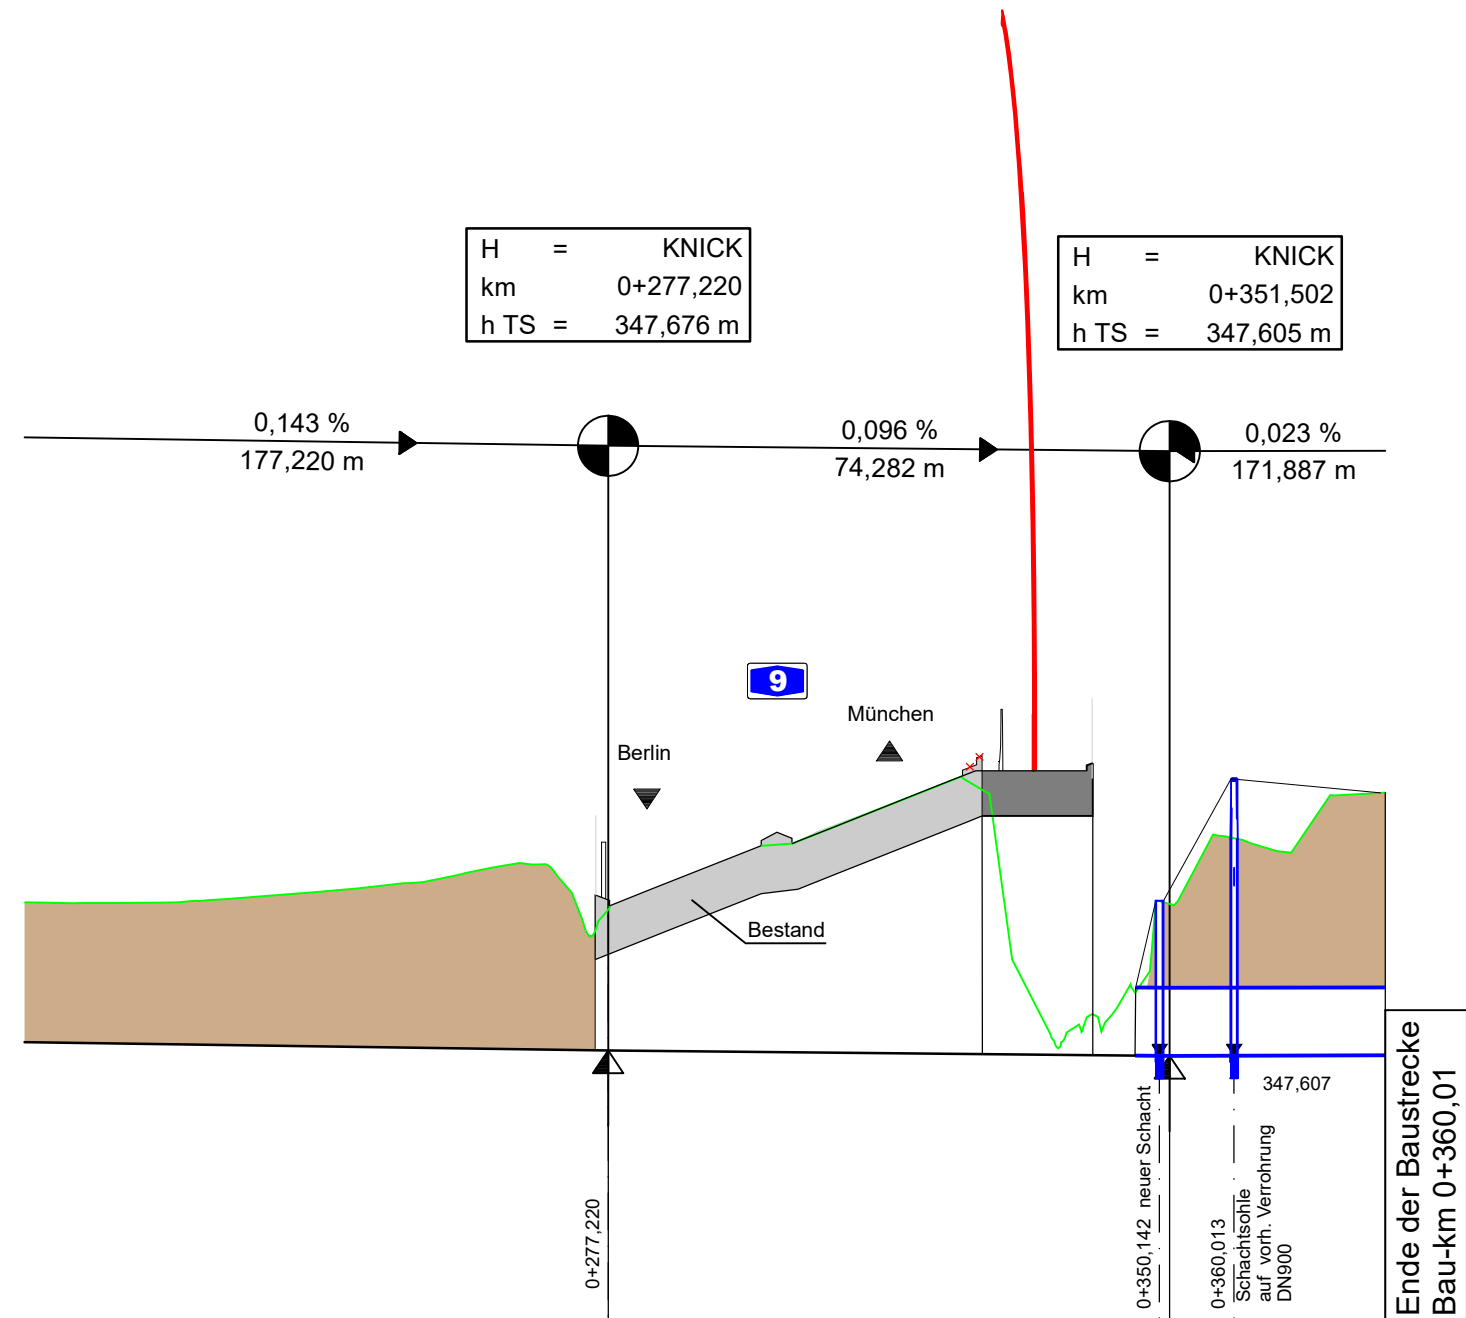 H = KNICK
km 0+277,220
h TS = 347,676 m
H = KNICK
km 0+351,502
h TS = 347,605 m
0,143 %
177,220 m
0,096 %
74,282 m
0,023 %
171,887 m
9
München
Berlin
Bestand
347,607
0+277,220
0+350,142 neuer Schacht
0+360,013
Schachtsohle
auf vorh. Verrohrung
DN900
Ende der Baustrecke
Bau-km 0+360,01